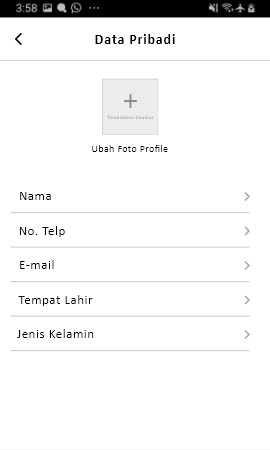 3:58
Data Pribadi
Tambahkan Gambar
Ubah Foto Profile
Nama
No. Telp
E-mail
Tempat Lahir
Jenis Kelamin